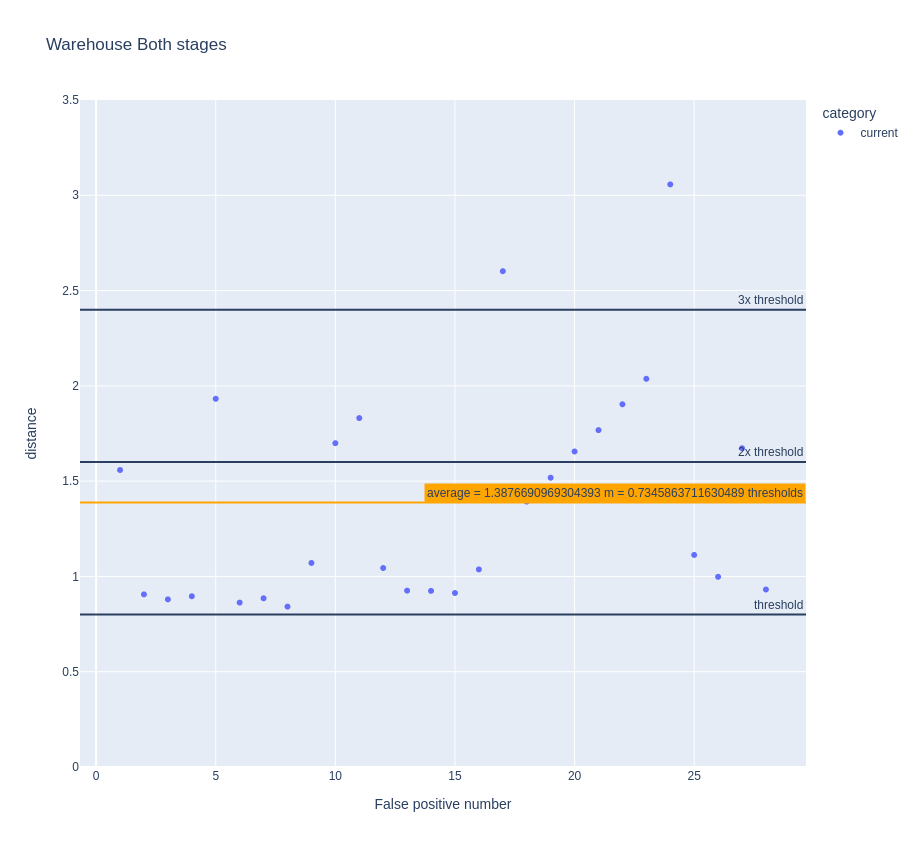 Warehouse Both stages
3.5
3
2.5
2
1.5
1
0.5
0
distance
3x threshold
2x threshold
average = 1.3876690969304393 m = 0.7345863711630489 thresholds
threshold
0
5
10
15
20
25
False positive number
category
current